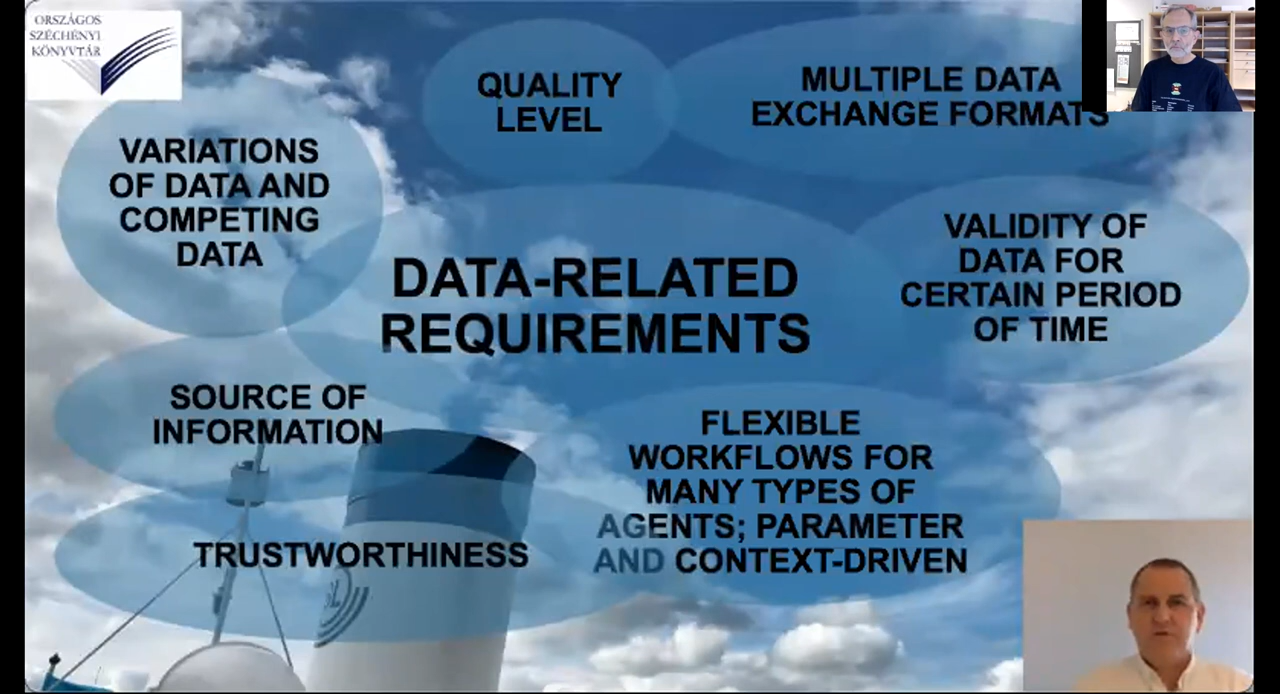 ORSZÁGOS
SZÉCHÉNYI
KÖNYVTÁR
QUALITY
LEVEL
MULTIPLE DATA
EXCHANGE FORMATS
VARIATIONS
OF DATA AND
COMPETING
DATA
DATA-RELATED
REQUIREMENTS
VALIDITY OF
DATA FOR
CERTAIN PERIOD
OF TIME
SOURCE OF
INFORMATION
FLEXIBLE
WORKFLOWS FOR
MANY TYPES OF
AGENTS; PARAMETER
AND CONTEXT-DRIVEN
TRUSTWORTHINESS